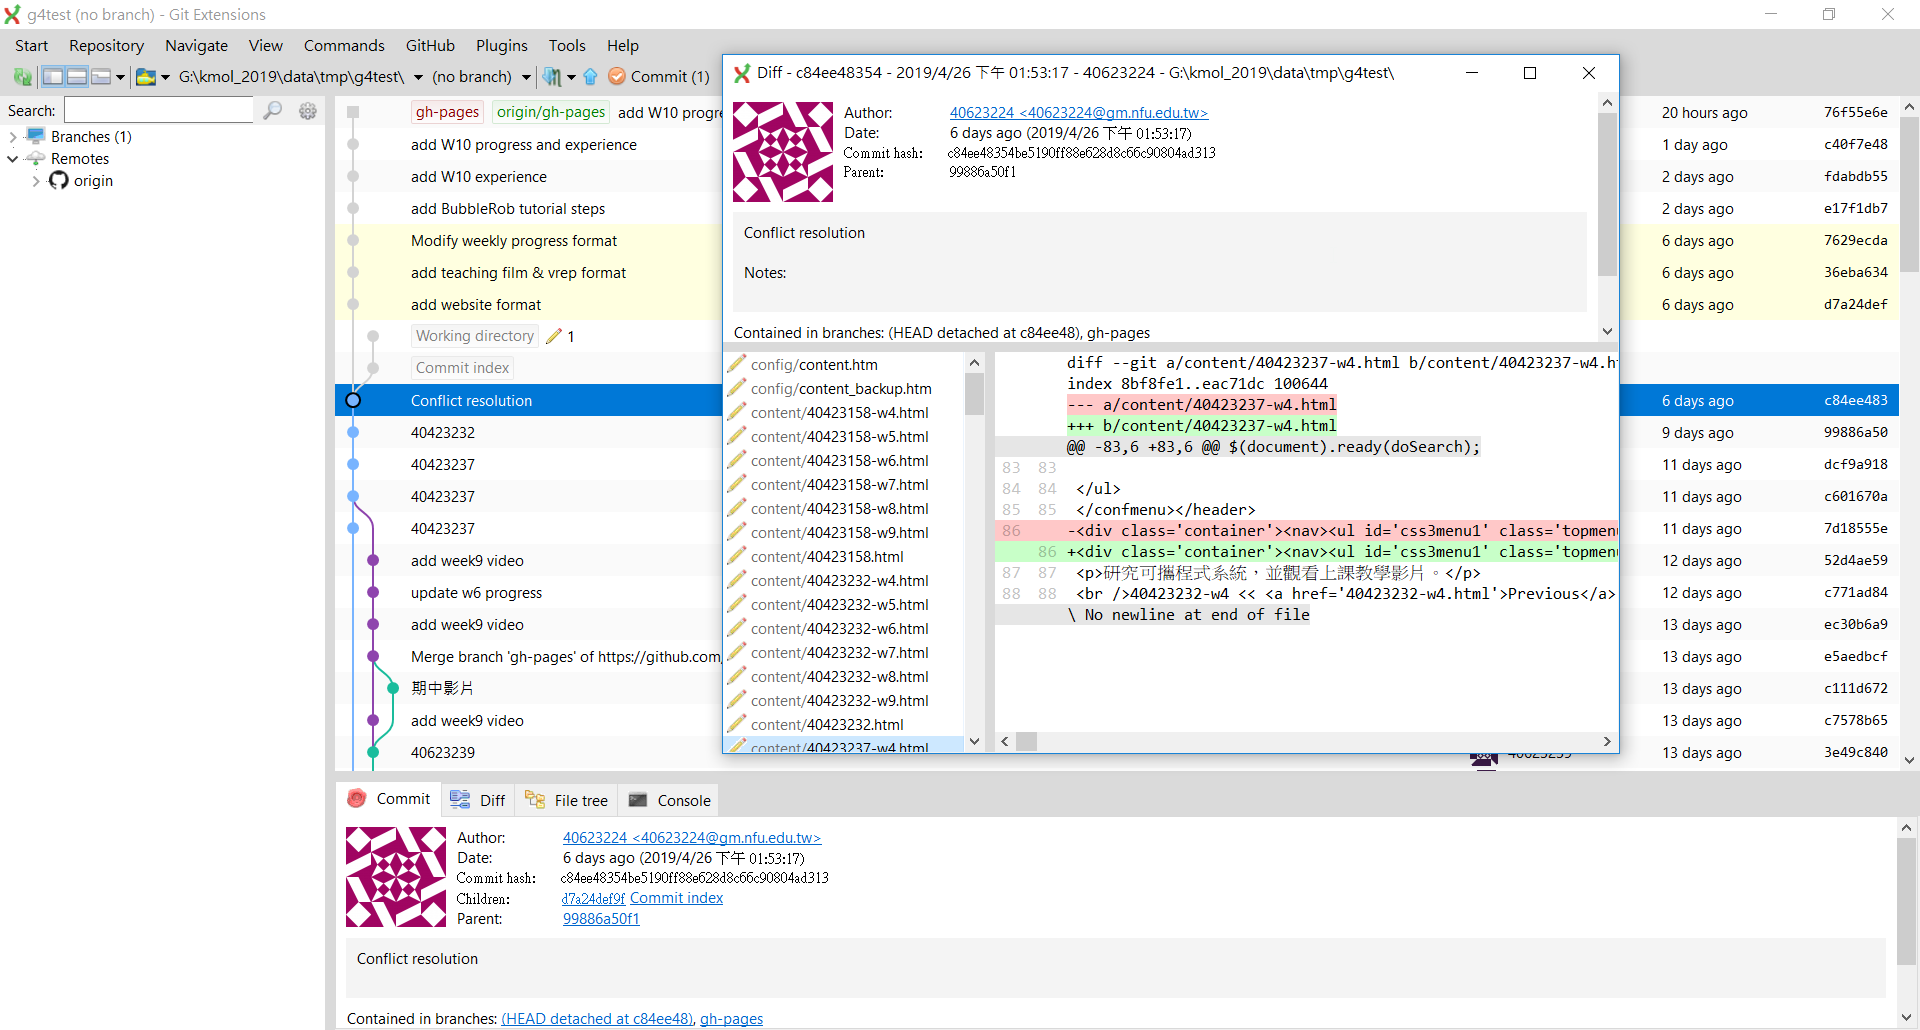 g4test (no branch) - Git Extensions
Start Repository Navigate View Commands GitHub Plugins Tools Help
G:\kmol_2019\data\tmp\g4test\ (no branch) Commit (1)
Search:
Branches (1)
Remotes
origin
gh-pages origin/gh-pages add W10 progre 20 hours ago 76f55e6e
add W10 progress and experience 1 day ago c40f7e48
add W10 experience 2 days ago fdabdb55
add BubbleRob tutorial steps 2 days ago e17f1db7
Modify weekly progress format 6 days ago 7629ecda
add teaching film & vrep format 6 days ago 36eba634
add website format 6 days ago d7a24def
Working directory 1
Commit index
Conflict resolution 6 days ago c84ee483
40423232 9 days ago 99886a50
40423237 11 days ago dcf9a918
40423237 11 days ago c601670a
40423237 11 days ago 7d18555e
add week9 video 12 days ago 52d4ae59
update w6 progress 12 days ago c771ad84
add week9 video 13 days ago ec30b6a9
Merge branch 'gh-pages' of https://github.com, 13 days ago e5aedbcf
期中影片 13 days ago c111d672
add week9 video 13 days ago c7578b65
40623239 40623239 13 days ago 3e49c840
Diff - c84ee48354 - 2019/4/26 下午 01:53:17 - 40623224 - G:\kmol_2019\data\tmp\g4test\
Author: 40623224 <40623224@gm.nfu.edu.tw>
Date: 6 days ago (2019/4/26 下午 01:53:17)
Commit hash: c84ee48354be5190ff88e628d8c66c90804ad313
Parent: 99886a50f1
Conflict resolution
Notes:
Contained in branches: (HEAD detached at c84ee48), gh-pages
config/content.htm
config/content_backup.htm
content/40423158-w4.html
content/40423158-w5.html
content/40423158-w6.html
content/40423158-w7.html
content/40423158-w8.html
content/40423158-w9.html
content/40423158.html
content/40423232-w4.html
content/40423232-w5.html
content/40423232-w6.html
content/40423232-w7.html
content/40423232-w8.html
content/40423232-w9.html
content/40423232.html
content/40423237-w4.html
diff --git a/content/40423237-w4.html b/content/40423237-w4.h
index 8bf8fe1..eac71dc 100644
--- a/content/40423237-w4.html
+++ b/content/40423237-w4.html
@@ -83,6 +83,6 @@ $(document).ready(doSearch);
83 83
84 84 </ul>
85 85 </confmenu></header>
86 -<div class='container'><nav><ul id='css3menu1' class='topmenu
86 +<div class='container'><nav><ul id='css3menu1' class='topmenu
87 87 <p>研究可攜程式系統，並觀看上課教學影片。</p>
88 88 <br />40423232-w4 << <a href='40423232-w4.html'>Previous</a>
\ No newline at end of file
Commit Diff File tree Console
Author: 40623224 <40623224@gm.nfu.edu.tw>
Date: 6 days ago (2019/4/26 下午 01:53:17)
Commit hash: c84ee48354be5190ff88e628d8c66c90804ad313
Children: d7a24def9f Commit index
Parent: 99886a50f1
Conflict resolution
Contained in branches: (HEAD detached at c84ee48), gh-pages